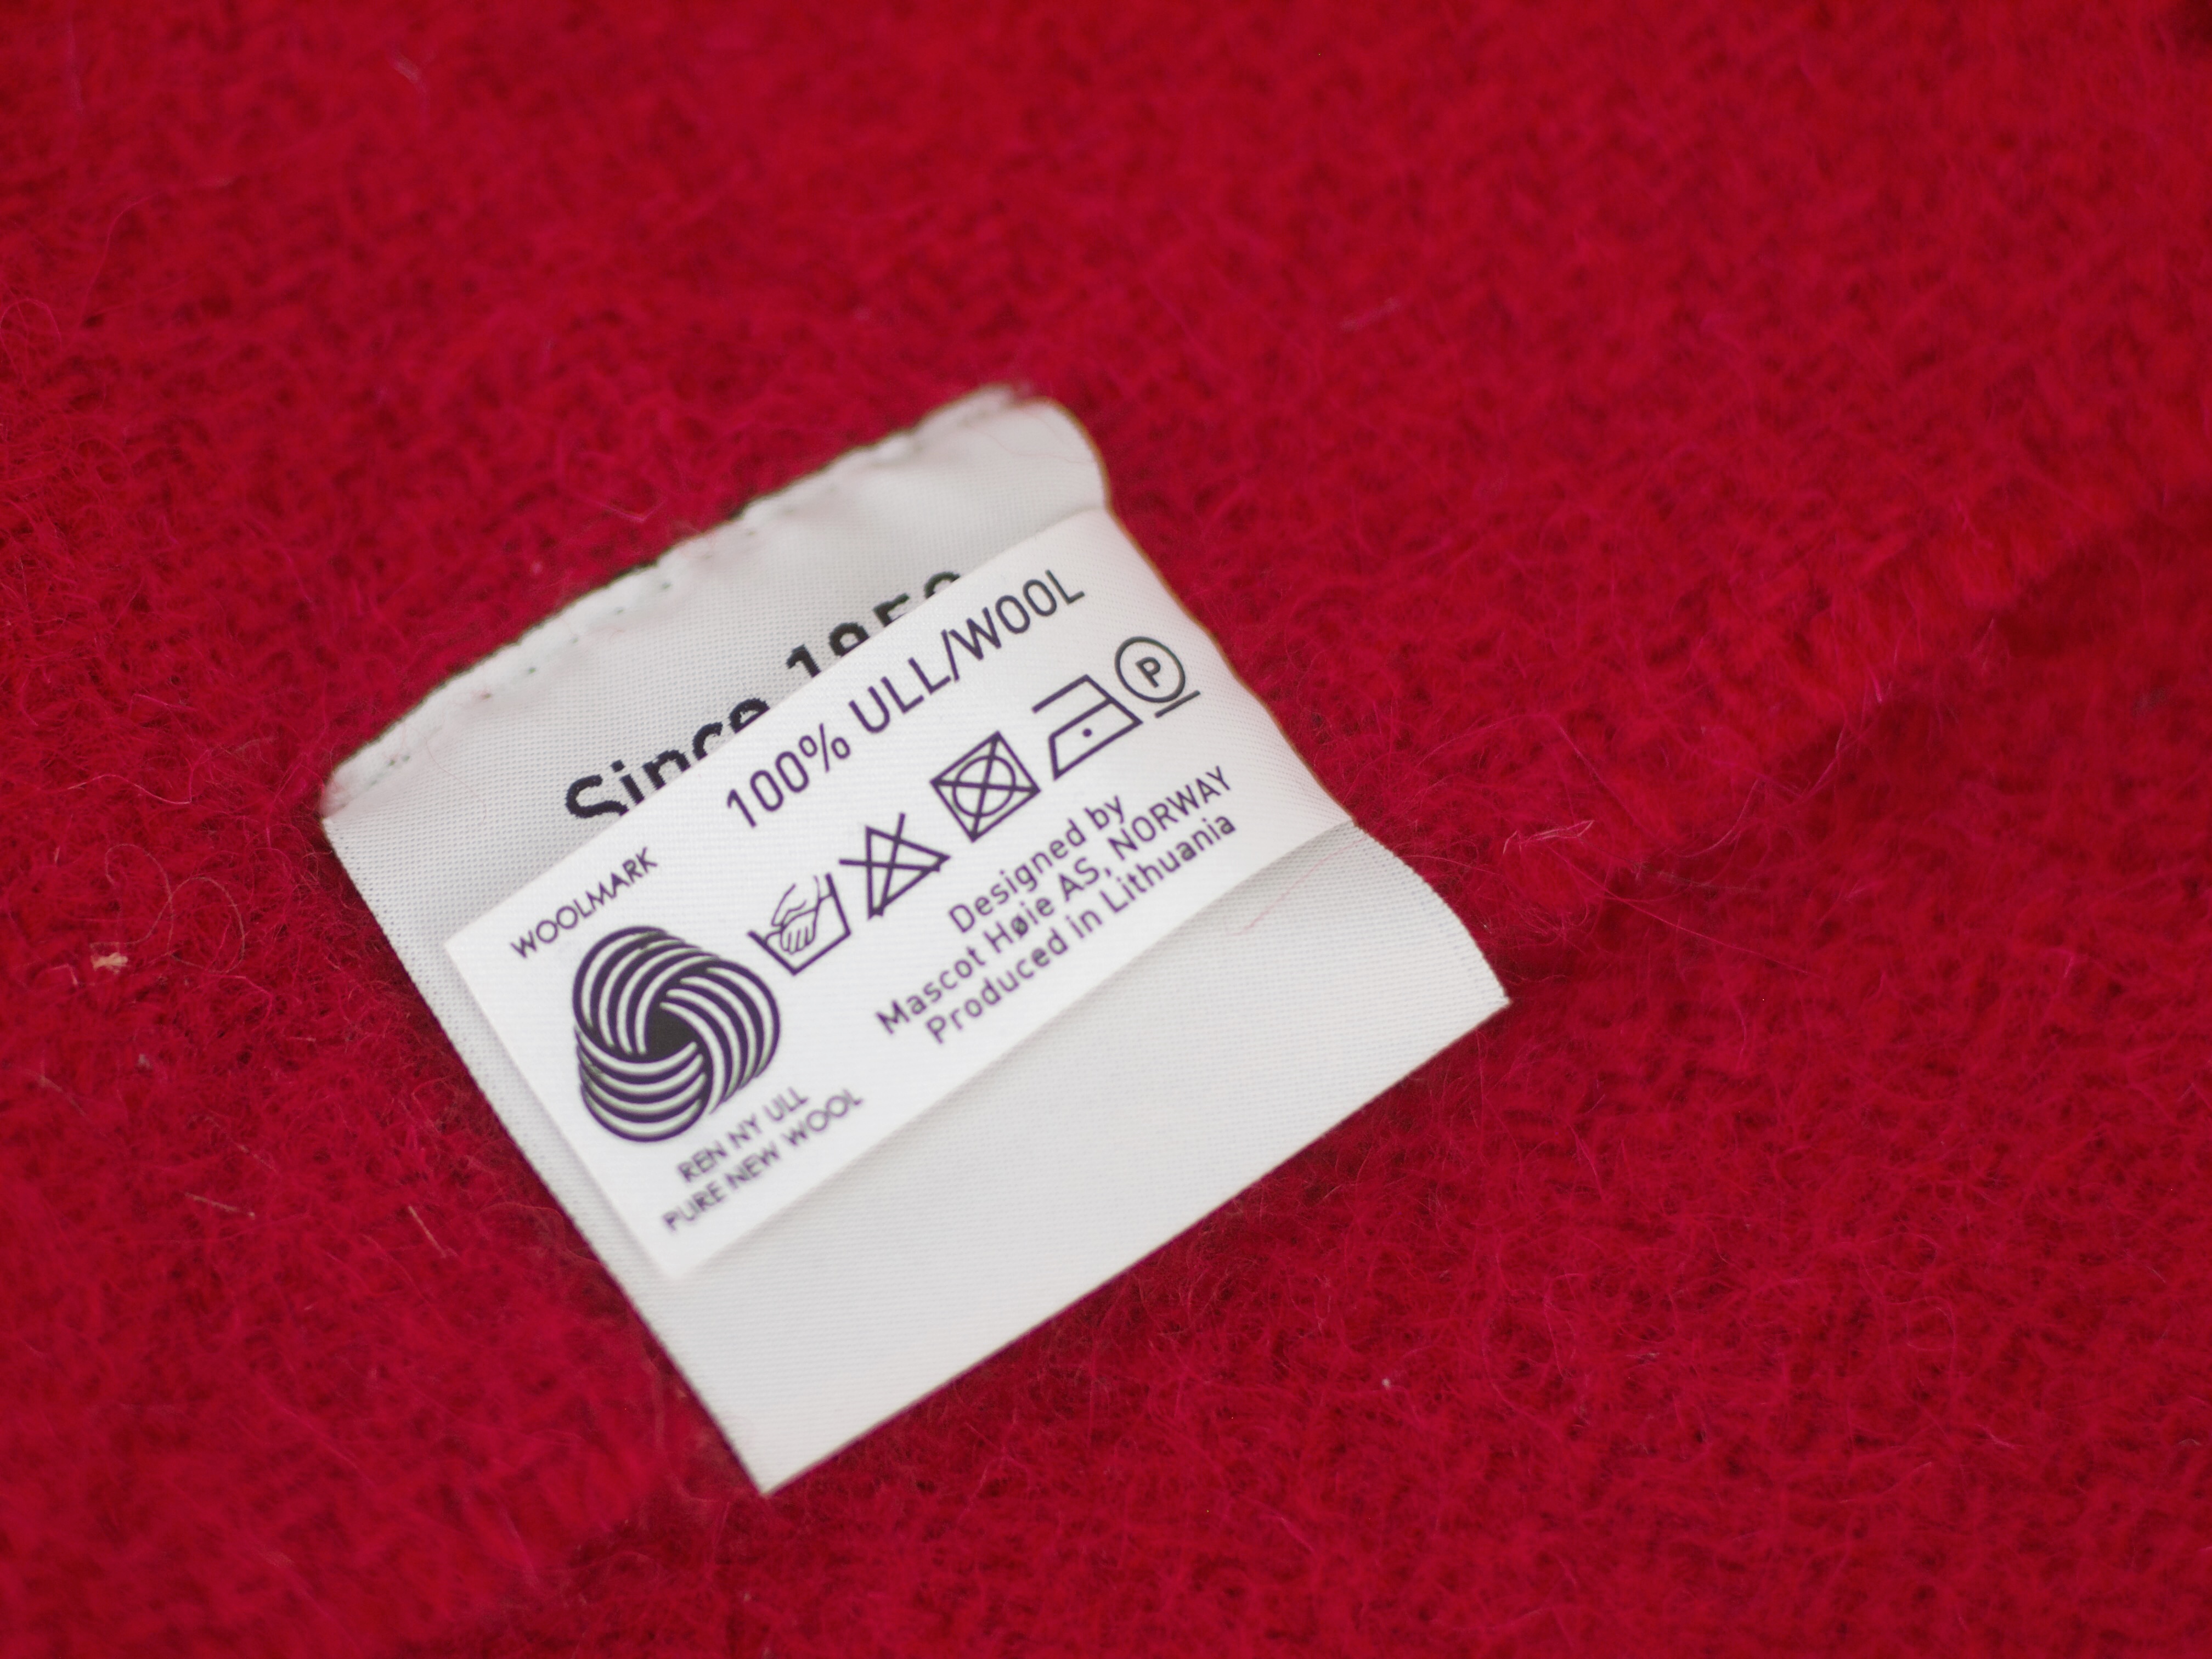 Since
100% ULL/WOOL
P
WOOLMARK
Designed by
Mascot Høie AS, NORWAY
Produced in Lithuania
REN NY ULL
PURE NEW WOOL